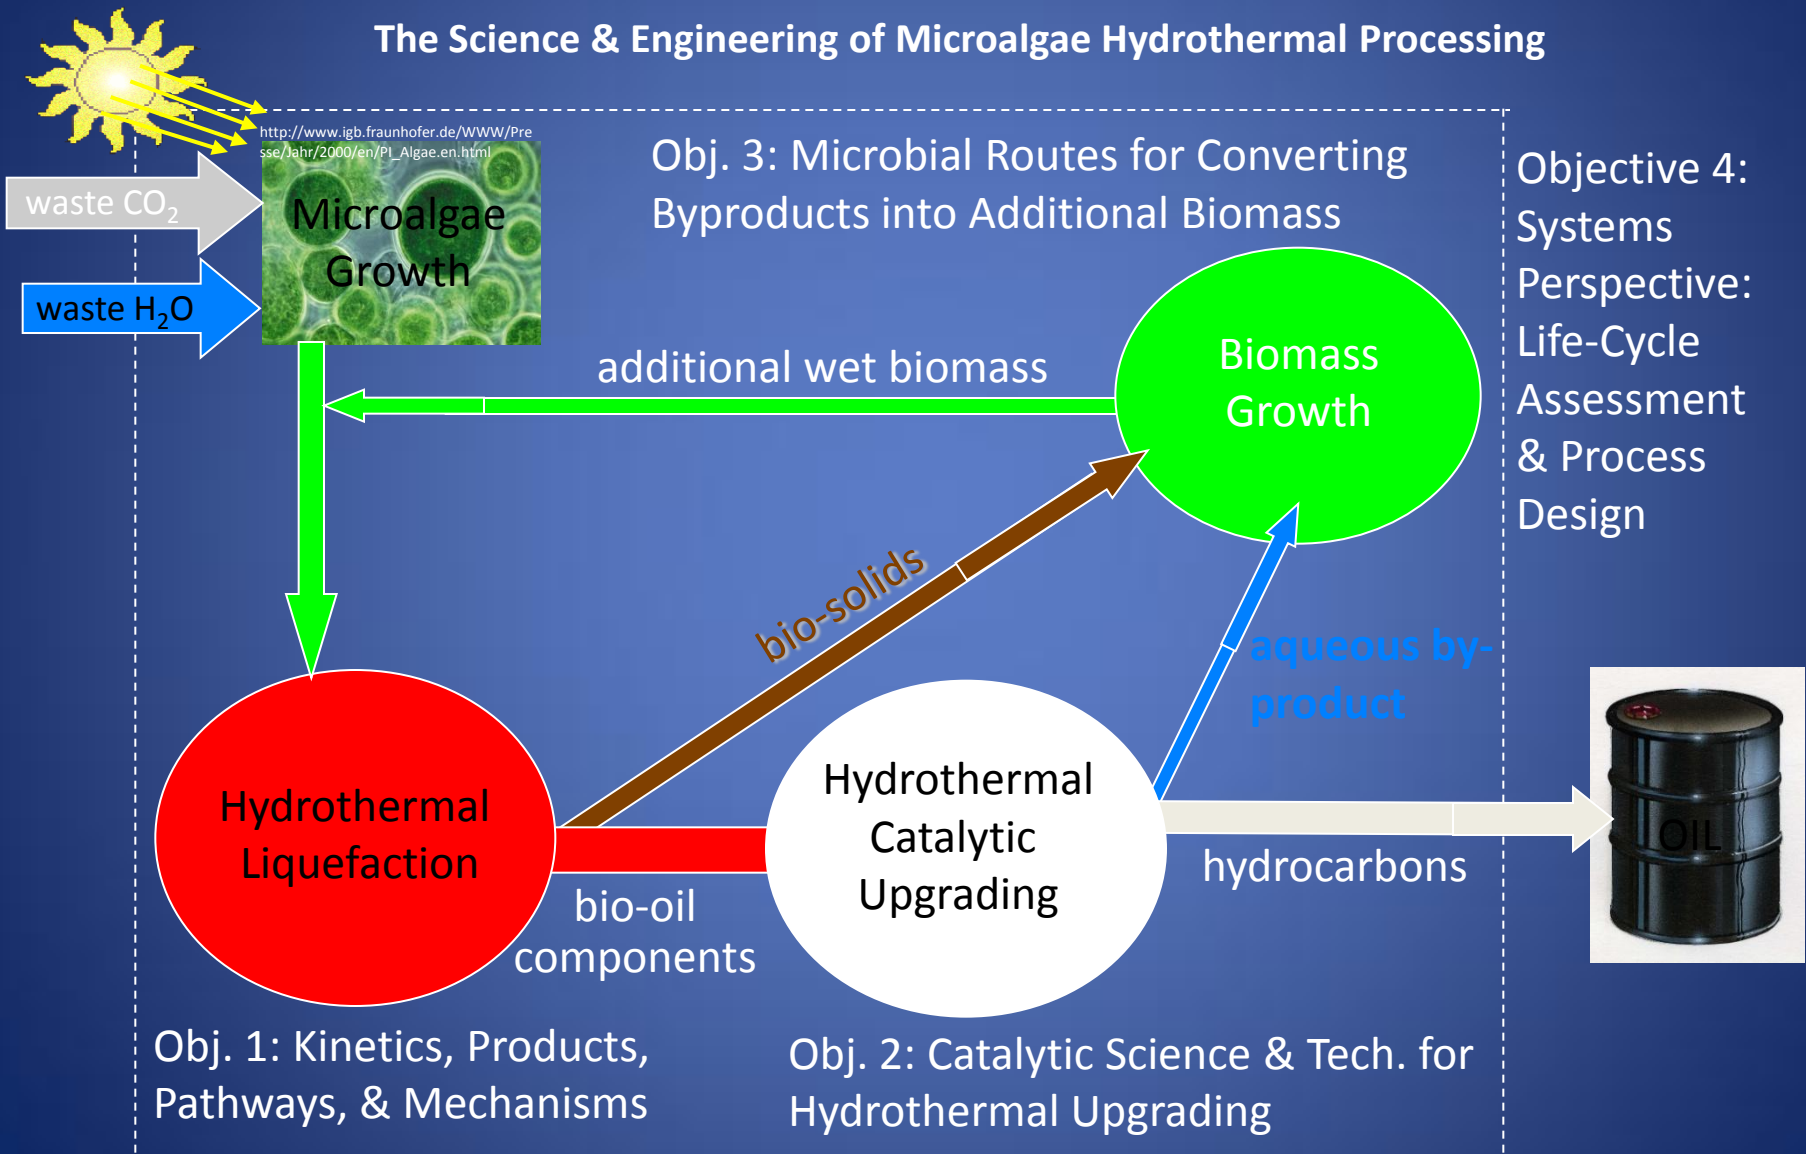 The Science & Engineering of Microalgae Hydrothermal Processing
http://www.igb.fraunhofer.de/WWW/Pre
sse/Jahr/2000/en/PI_Algae.en.html
waste CO₂
waste H₂O
Microalgae
Growth
Obj. 3: Microbial Routes for Converting
Byproducts into Additional Biomass
Objective 4:
Systems
Perspective:
Life-Cycle
Assessment
& Process
Design
additional wet biomass
Biomass
Growth
bio-solids
aqueous by-
product
Hydrothermal
Liquefaction
bio-oil
components
Hydrothermal
Catalytic
Upgrading
hydrocarbons
OIL
Obj. 1: Kinetics, Products,
Pathways, & Mechanisms
Obj. 2: Catalytic Science & Tech. for
Hydrothermal Upgrading